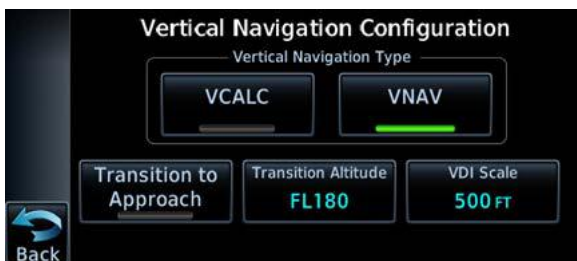 Vertical Navigation Configuration
Vertical Navigation Type
VCALC VNAV
Transition to Approach
Transition Altitude
FL180
VDI Scale
500 FT
Back